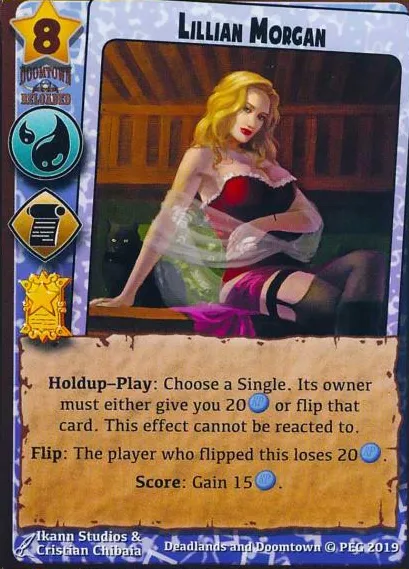 8
LILLIAN MORGAN
DOOMTOWN
RELOADED
Holdup–Play: Choose a Single. Its owner
must either give you 20 or flip that
card. This effect cannot be reacted to.
Flip: The player who flipped this loses 20.
Score: Gain 15.
Ikann Studios &
Cristian Chibaia
Deadlands and Doomtown © PEG 2019